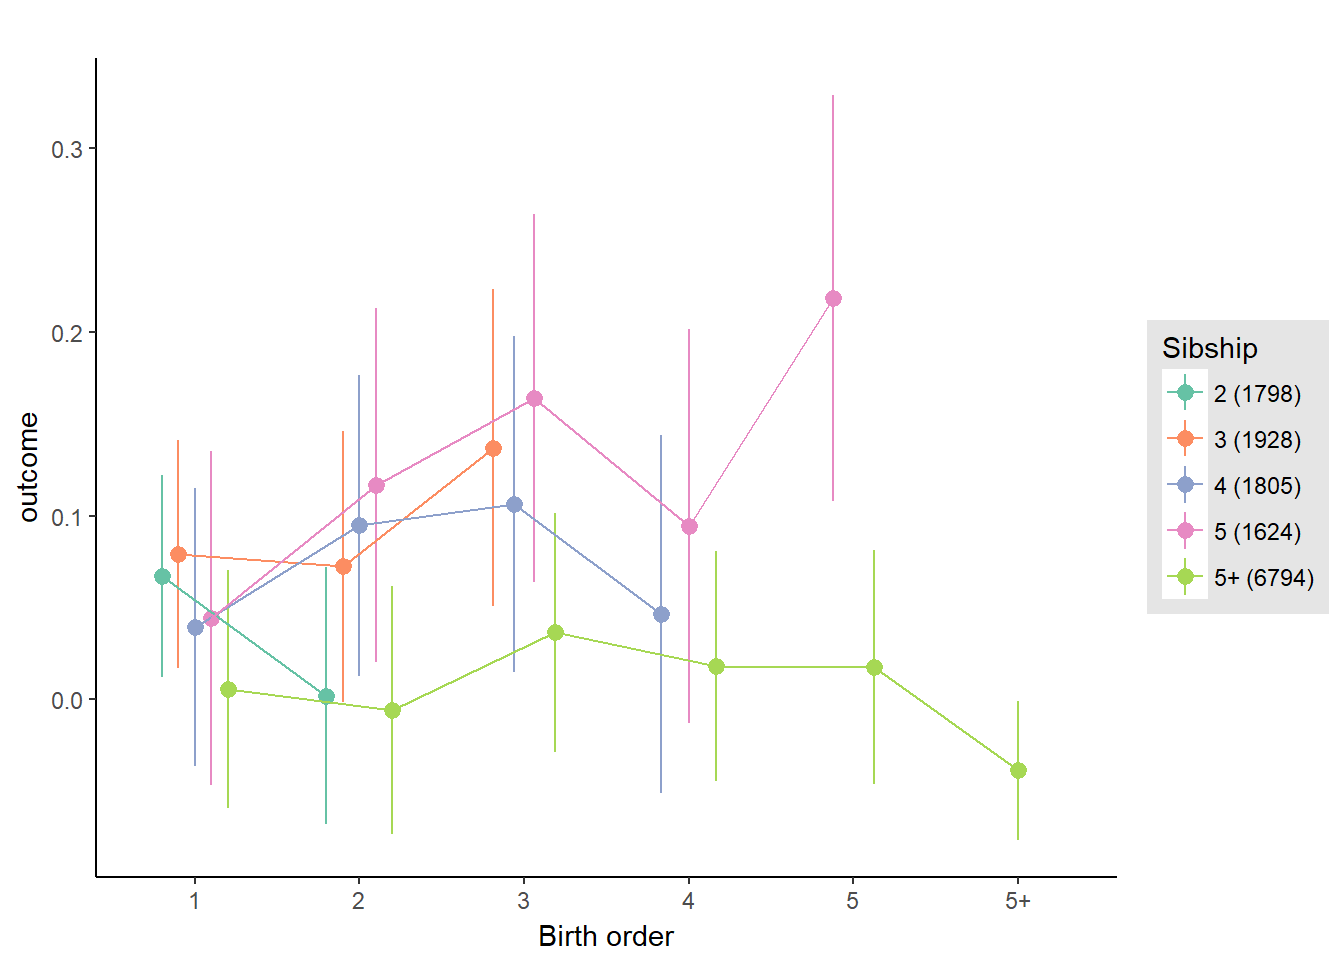 0.3
0.2
0.1
0.0
outcome
1 2 3 4 5 5+
Birth order
Sibship
2 (1798)
3 (1928)
4 (1805)
5 (1624)
5+ (6794)